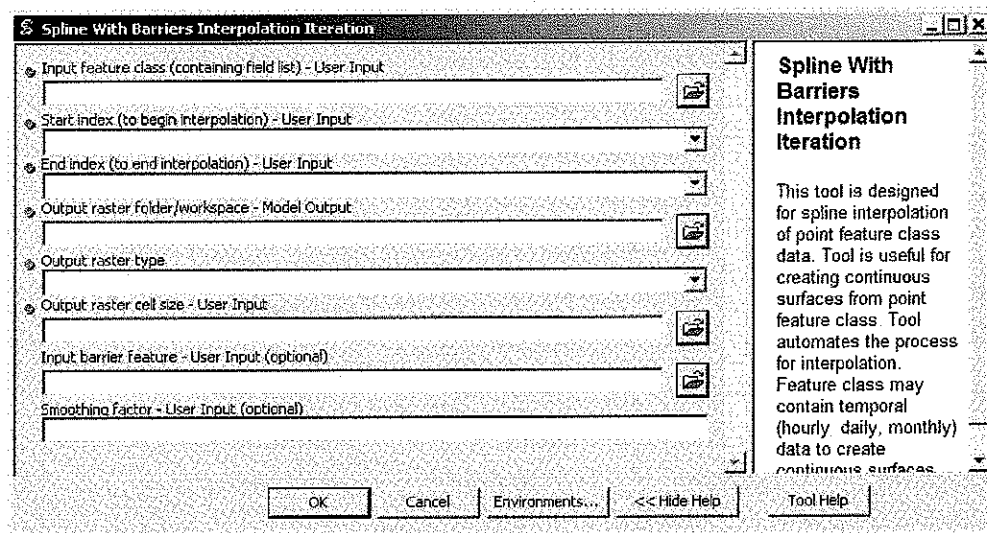 Spline With Barriers Interpolation Iteration
Input feature class (containing field list) - User Input
Start index (to begin interpolation) - User Input
End index (to end interpolation) - User Input
Output raster folder/workspace - Model Output
Output raster type
Output raster cell size - User Input
Input barrier feature - User Input (optional)
Smoothing factor - User Input (optional)
Spline With
Barriers
Interpolation
Iteration
This tool is designed
for spline interpolation
of point feature class
data. Tool is useful for
creating continuous
surfaces from point
feature class. Tool
automates the process
for interpolation.
Feature class may
contain temporal
(hourly, daily, monthly)
data to create
continuous surfaces
OK
Cancel
Environments...
<< Hide Help
Tool Help